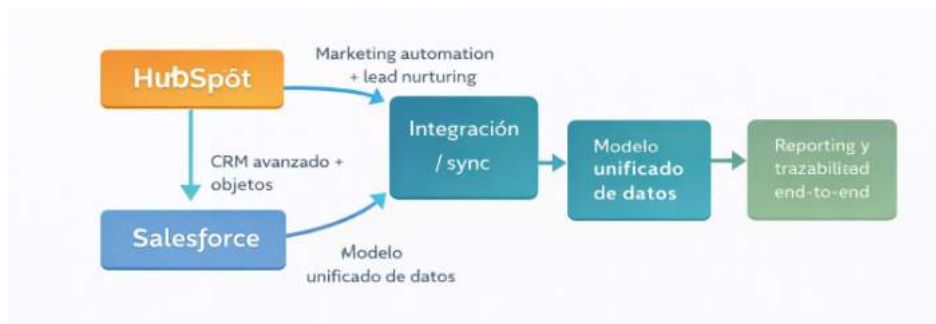 HubSpot
Marketing automation
+ lead nurturing
Integración
/ sync
Modelo
unificado
de datos
Reporting y
trazabilizad
end-to-end
CRM avanzado +
objetos
Salesforce
Modelo
unificado de datos